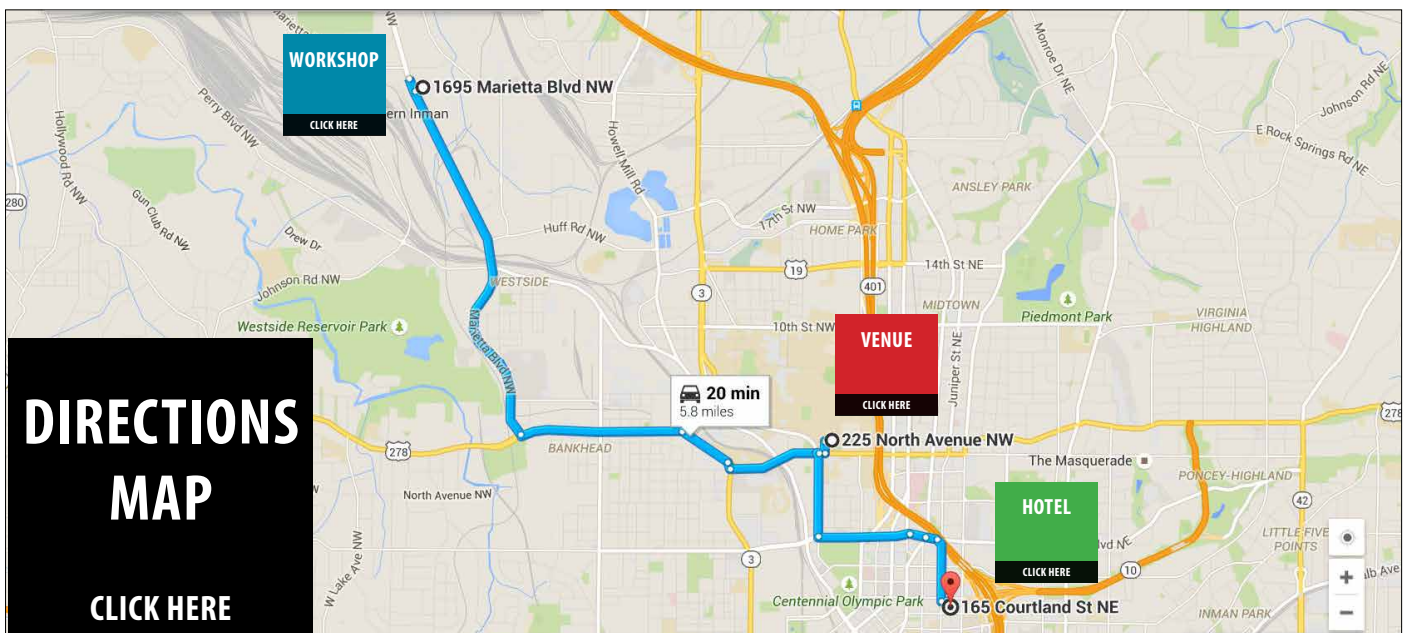 WORKSHOP
CLICK HERE
1695 Marietta Blvd NW
Perry Blvd NW
Hollywood Rd NW
ern Inman
Howell Mill Rd
Monroe Dr NE
Johnson Rd NE
E Rock Springs Rd NE
280
Gun Club Rd NW
Drew Dr
Huff Rd NW
17th St NW
HOME PARK
ANSLEY PARK
Johnson Rd NW
WESTSIDE
19
14th St NE
3
401
MIDTOWN
Piedmont Park
VIRGINIA
HIGHLAND
Westside Reservoir Park
Marietta Blvd NW
10th St NW
VENUE
CLICK HERE
Juniper St NE
20 min
5.8 miles
278
278
BANKHEAD
225 North Avenue NW
The Masquerade
PONCEY-HIGHLAND
North Avenue NW
HOTEL
CLICK HERE
42
LITTLE FIVE
POINTS
lvd NE
W Lake Ave NW
3
10
alb Ave
Centennial Olympic Park
165 Courtland St NE
INMAN PARK
DIRECTIONS
MAP
CLICK HERE